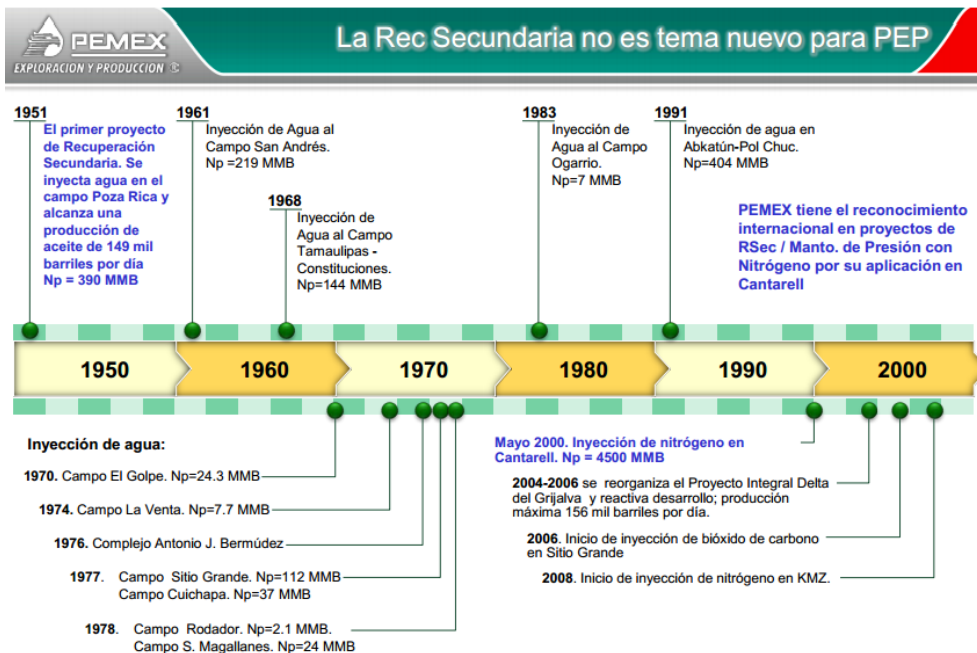 PEMEX
EXPLORACION Y PRODUCCION ®
La Rec Secundaria no es tema nuevo para PEP
1951
El primer proyecto
de Recuperación
Secundaria. Se
inyecta agua en el
campo Poza Rica y
alcanza una
producción de
aceite de 149 mil
barriles por día
Np = 390 MMB
1961
Inyección de Agua al
Campo San Andrés.
Np =219 MMB
1968
Inyección de
Agua al Campo
Tamaulipas -
Constituciones.
Np=144 MMB
1983
Inyección de
Agua al Campo
Ogarrio.
Np=7 MMB
1991
Inyección de agua en
Abkatún-Pol Chuc.
Np=404 MMB
PEMEX tiene el reconocimiento
internacional en proyectos de
RSec / Manto. de Presión con
Nitrógeno por su aplicación en
Cantarell
1950 1960 1970 1980 1990 2000
Inyección de agua:
1970. Campo El Golpe. Np=24.3 MMB
1974. Campo La Venta. Np=7.7 MMB
1976. Complejo Antonio J. Bermúdez
1977. Campo Sitio Grande. Np=112 MMB
Campo Cuichapa. Np=37 MMB
1978. Campo Rodador. Np=2.1 MMB.
Campo S. Magallanes. Np=24 MMB
Mayo 2000. Inyección de nitrógeno en
Cantarell. Np = 4500 MMB
2004-2006 se reorganiza el Proyecto Integral Delta
del Grijalva y reactiva desarrollo; producción
máxima 156 mil barriles por día.
2006. Inicio de inyección de bióxido de carbono
en Sitio Grande
2008. Inicio de inyección de nitrógeno en KMZ.